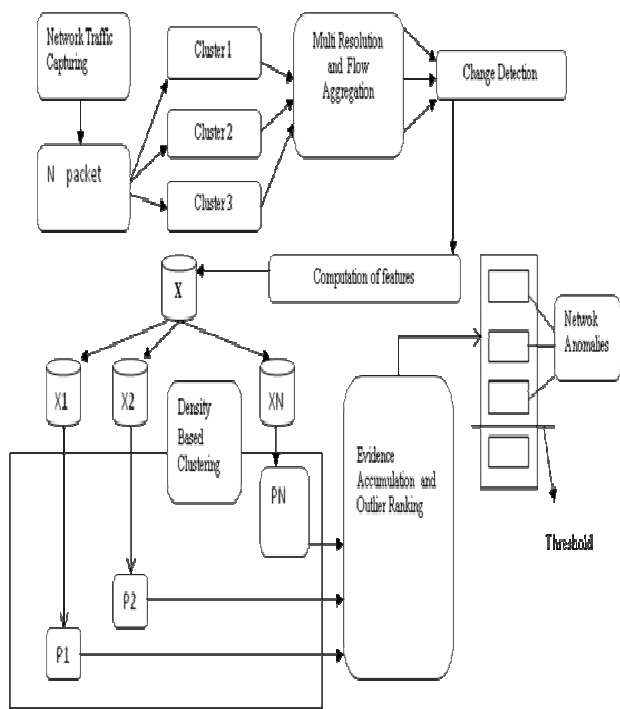 Network Traffic
Capturing
Cluster 1
Multi Resolution
and Flow
Aggregation
Change Detection
N packet
Cluster 2
Cluster 3
X
Computation of features
Netwok
Anomalies
X1
X2
XN
Density
Based
Clustering
Evidence
Accumulation and
Outlier Ranking
PN
Threshold
P2
P1